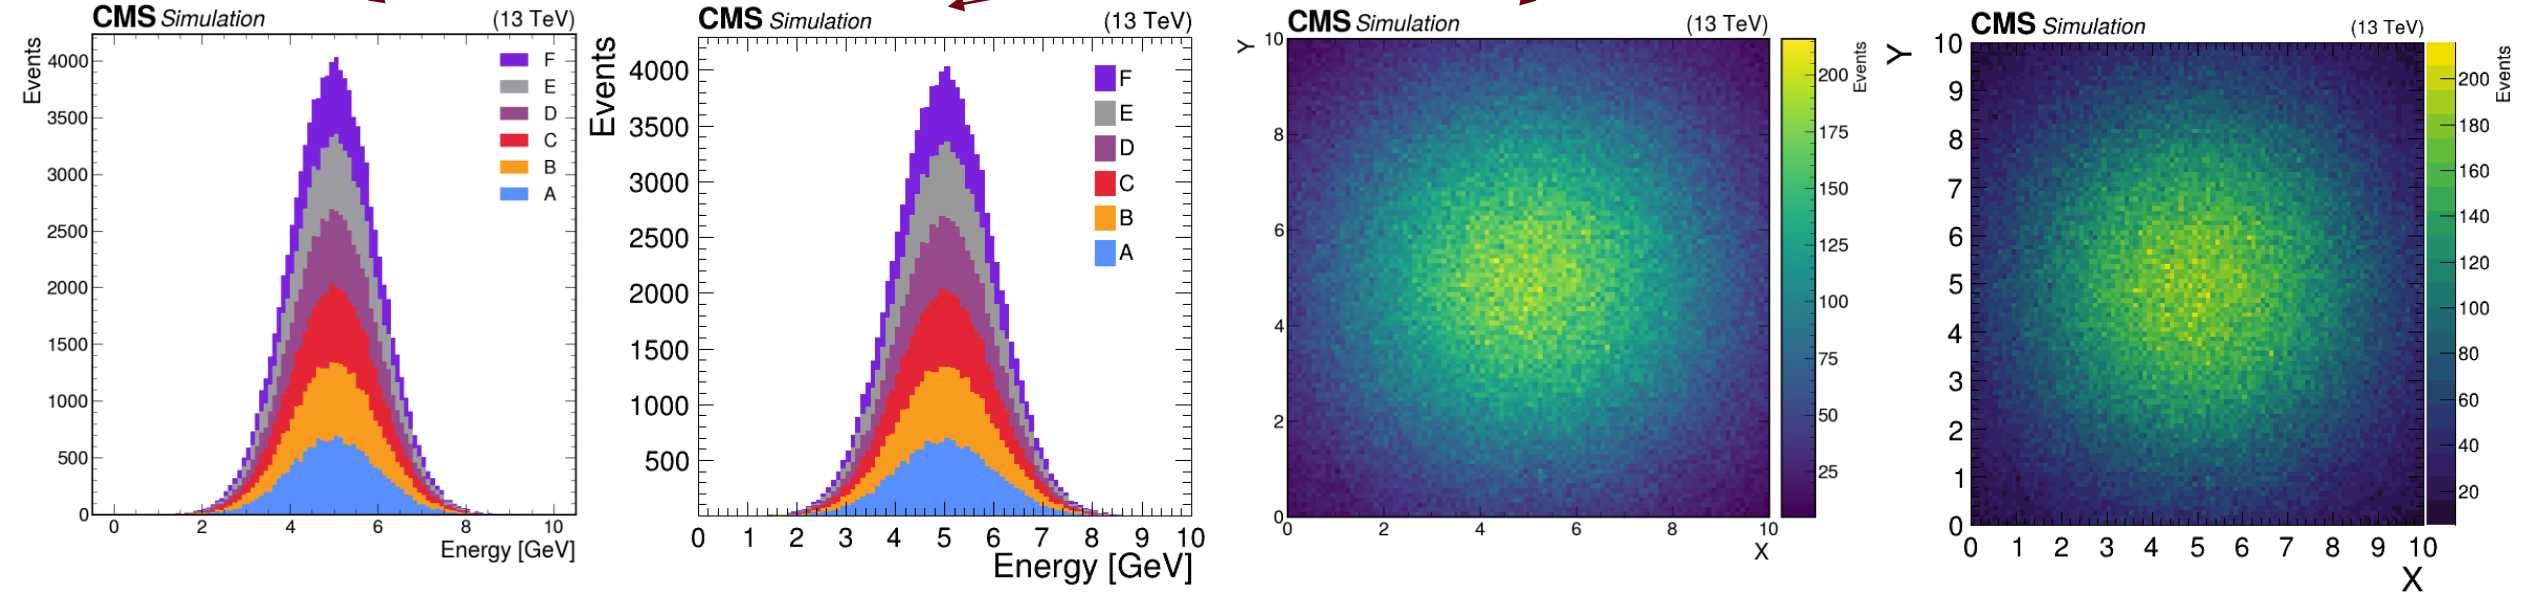 CMS Simulation (13 TeV)
Events
4000
3500
3000
2500
2000
1500
1000
500
0
F
E
D
C
B
A
0 2 4 6 8 10
Energy [GeV]
CMS Simulation (13 TeV)
Events
4000
3500
3000
2500
2000
1500
1000
500
F
E
D
C
B
A
0 1 2 3 4 5 6 7 8 9 10
Energy [GeV]
CMS Simulation (13 TeV)
Y
10
8
6
4
2
0
0 2 4 6 8 10
X
Events
200
175
150
125
100
75
50
25
CMS Simulation (13 TeV)
Y
10
9
8
7
6
5
4
3
2
1
0
0 1 2 3 4 5 6 7 8 9 10
X
Events
200
180
160
140
120
100
80
60
40
20